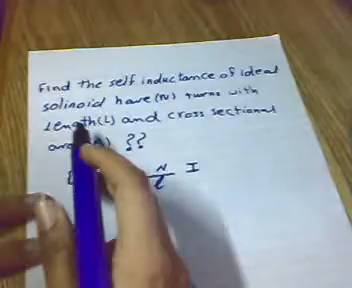 Find the self inductance of ideal
solinoid have (N) turns with
Length(L) and cross sectional
??
N I
l